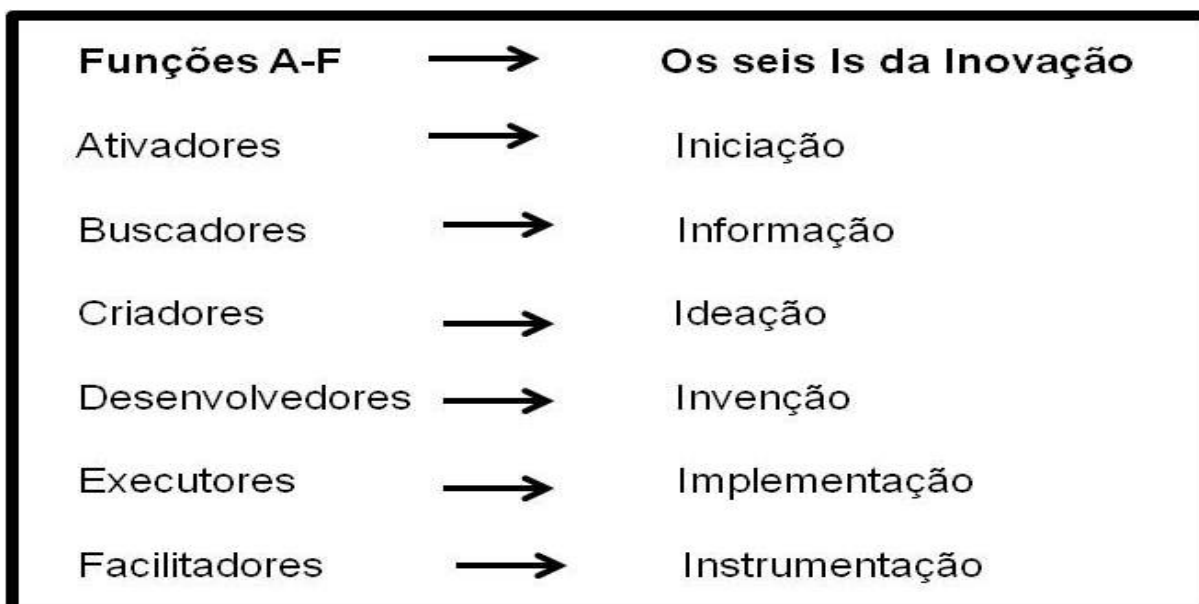 Funções A-F → Os seis Is da Inovação
Ativadores → Iniciação
Buscadores → Informação
Criadores → Ideação
Desenvolvedores → Invenção
Executores → Implementação
Facilitadores → Instrumentação